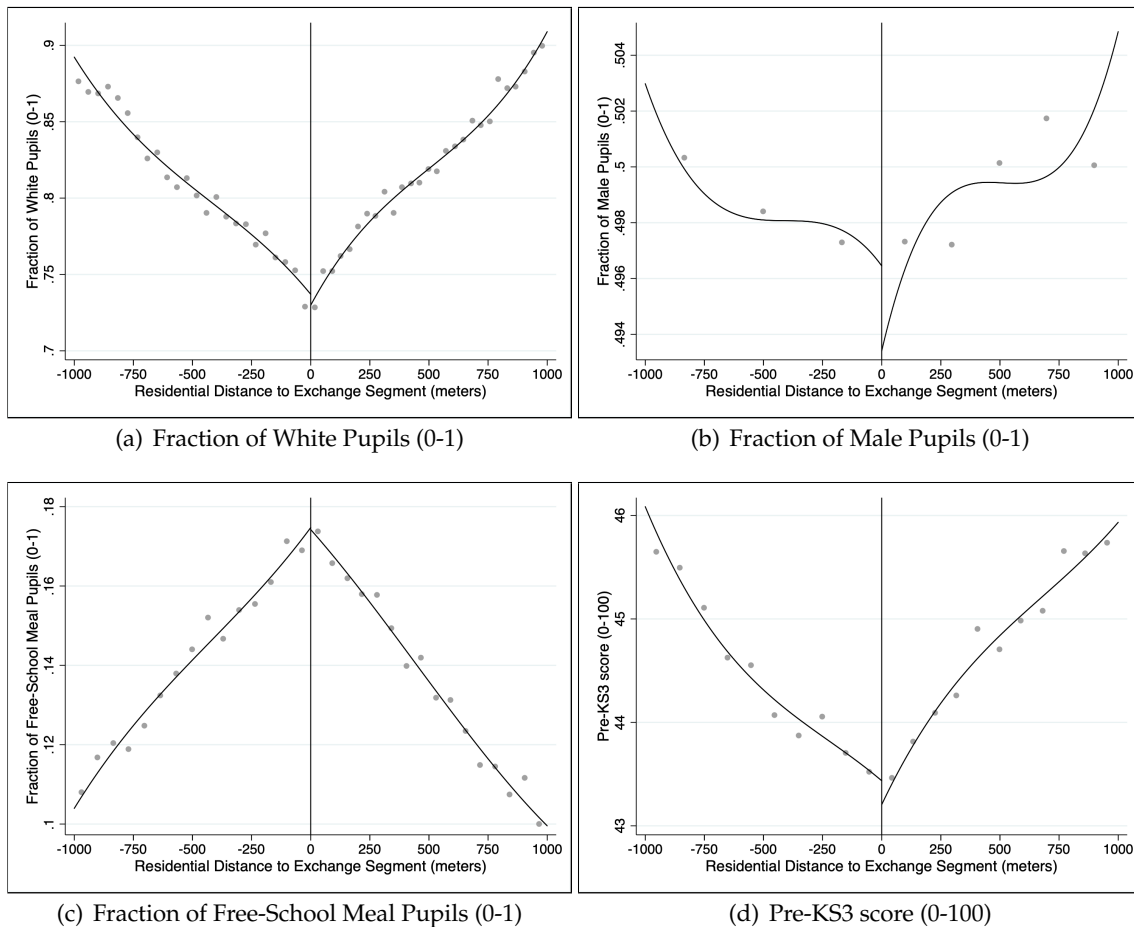 Fraction of White Pupils (0-1)
.9
.85
.8
.75
.7
-1000 -750 -500 -250 0 250 500 750 1000
Residential Distance to Exchange Segment (meters)
(a) Fraction of White Pupils (0-1)
Fraction of Male Pupils (0-1)
.504
.502
.5
.498
.496
.494
-1000 -750 -500 -250 0 250 500 750 1000
Residential Distance to Exchange Segment (meters)
(b) Fraction of Male Pupils (0-1)
Fraction of Free-School Meal Pupils (0-1)
.18
.16
.14
.12
.1
-1000 -750 -500 -250 0 250 500 750 1000
Residential Distance to Exchange Segment (meters)
(c) Fraction of Free-School Meal Pupils (0-1)
Pre-KS3 score (0-100)
46
45
44
43
-1000 -750 -500 -250 0 250 500 750 1000
Residential Distance to Exchange Segment (meters)
(d) Pre-KS3 score (0-100)